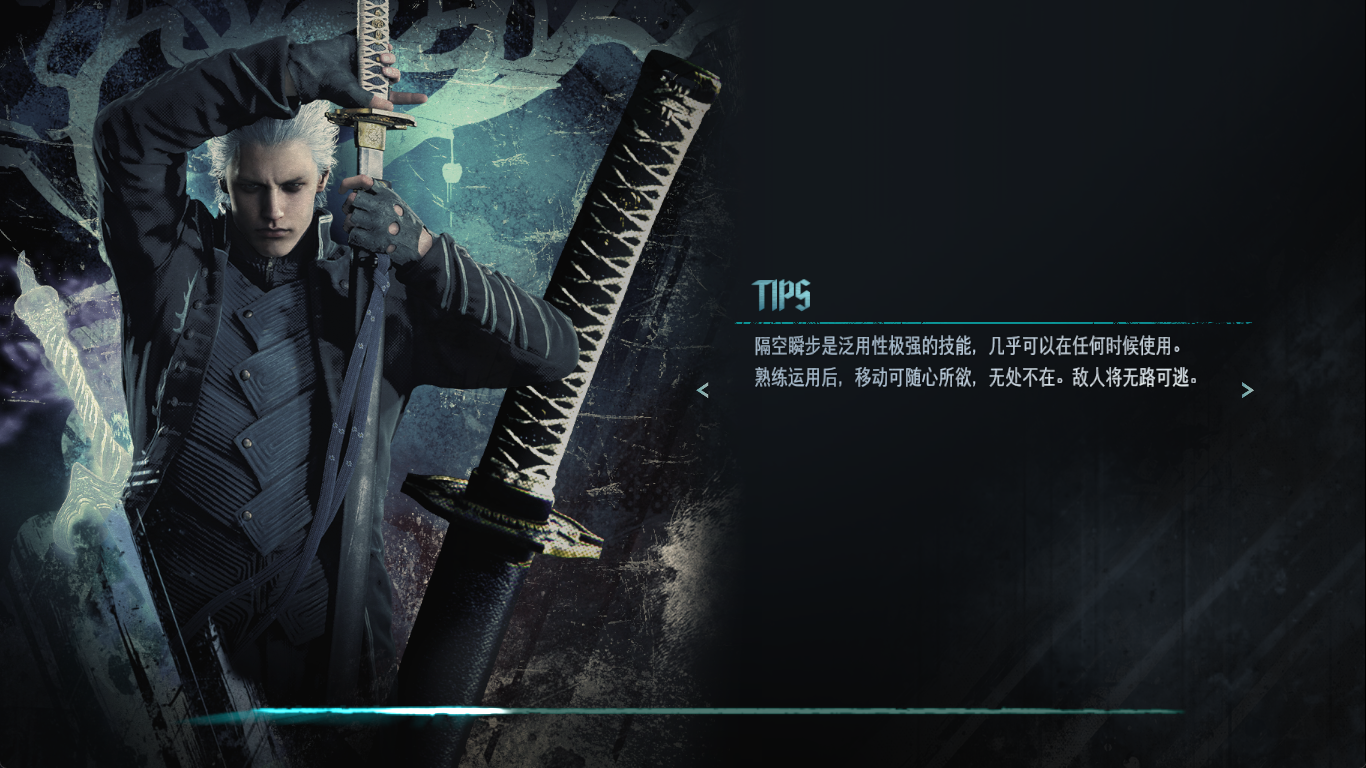 TIPS
隔空瞬步是泛用性极强的技能，几乎可以在任何时候使用。
熟练运用后，移动可随心所欲，无处不在。敌人将无路可逃。